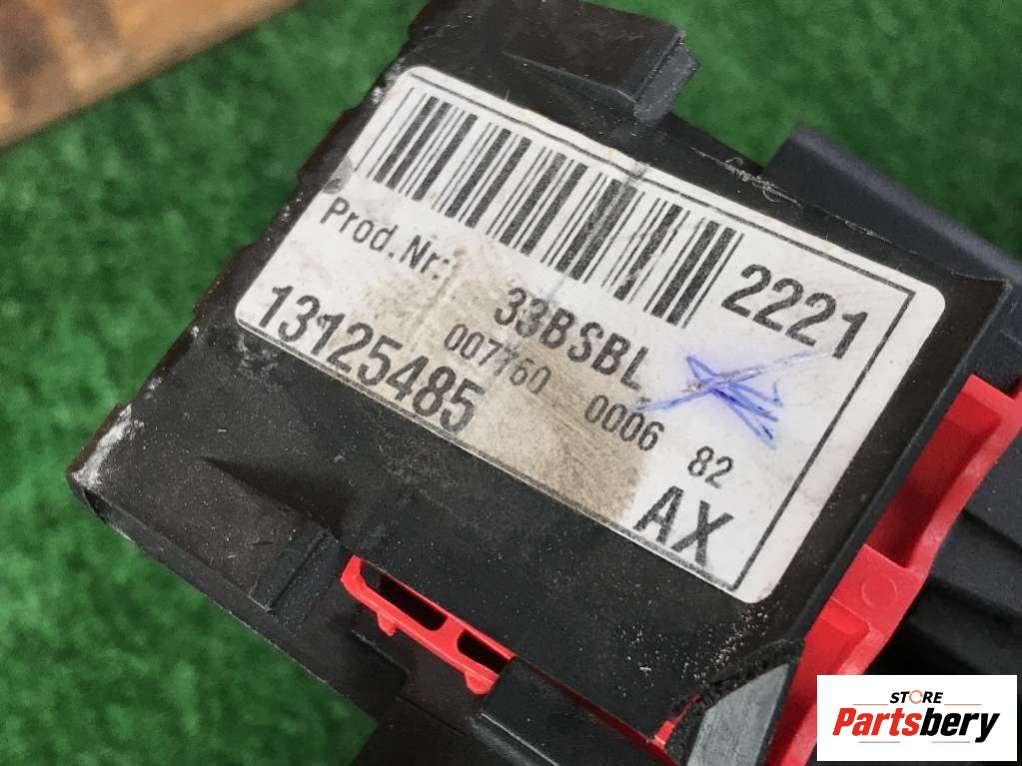 2221
Prod.Nr: 33BSBL
007760 0006 82
13125485
AX
STORE
Partsbery